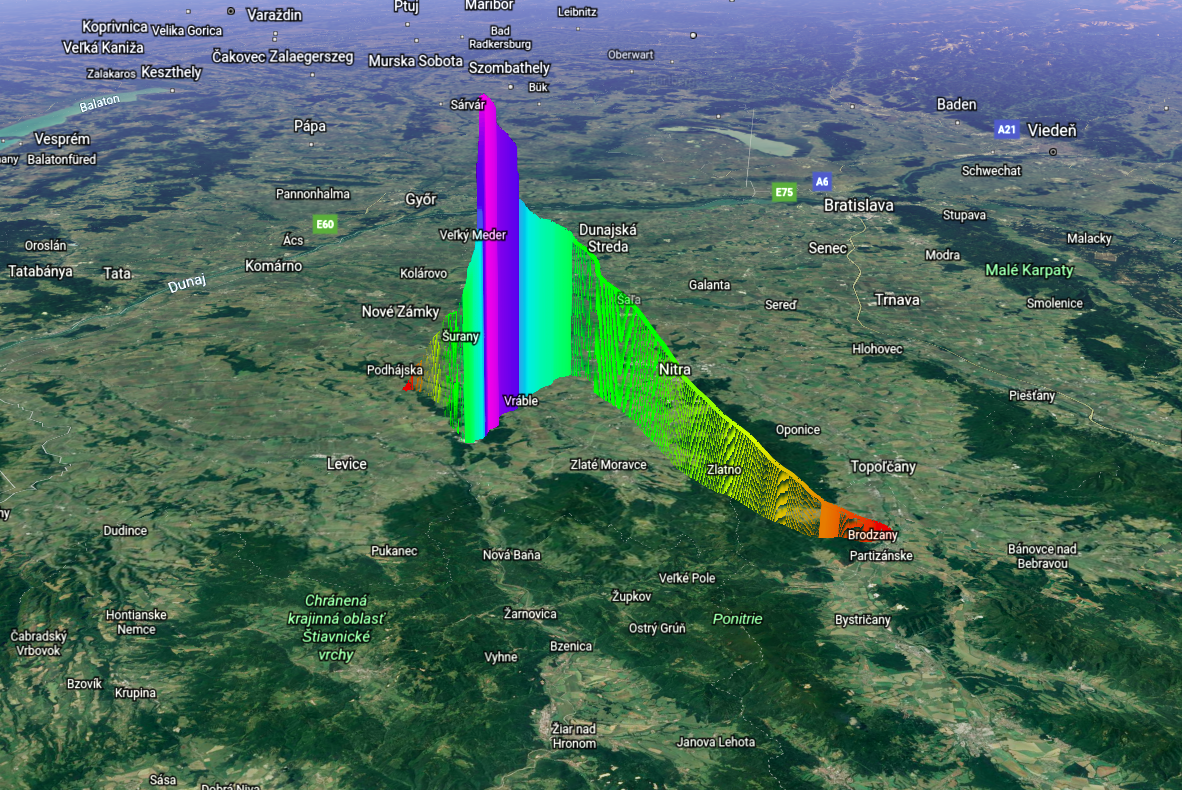 Ptuj
Maribor
Leibnitz
Varaždin
Koprivnica
Velika Gorica
Bad
Radkersburg
Veľká Kaniža
Čakovec
Zalaegerszeg
Murska Sobota
Oberwart
Szombathely
Zalakaros
Keszthely
Bük
Balaton
Sárvár
Baden
A21
Viedeň
Pápa
Vesprém
Balatonfüred
Schwechat
A6
E75
Pannonhalma
Győr
Bratislava
Stupava
E60
Veľký Meder
Dunajská
Streda
Malacky
Oroslán
Ács
Senec
Modra
Tatabánya
Tata
Komárno
Kolárovo
Malé Karpaty
Dunaj
Galanta
Šaľa
Sereď
Trnava
Smolenice
Nové Zámky
Šurany
Hlohovec
Podhájska
Nitra
Piešťany
Vráble
Oponice
Levice
Zlaté Moravce
Zlatno
Topoľčany
Dudince
Brodzany
Partizánske
Pukanec
Nová Baňa
Bánovce nad
Bebravou
Veľké Pole
Župkov
Chránená
krajinná oblasť
Štiavnické
vrchy
Hontianske
Nemce
Žarnovica
Ostrý Grúň
Ponitrie
Bystričany
Čabradský
Vrbovok
Vyhne
Bzenica
Bzovík
Krupina
Žiar nad
Hronom
Janova Lehota
Sása
Dobrá Niva